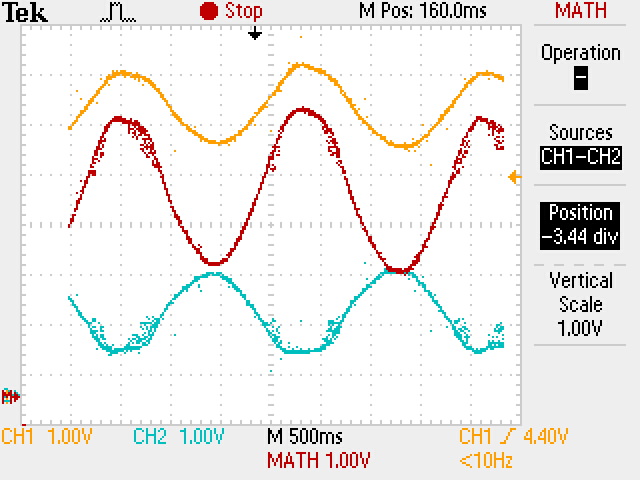 Tek Stop M Pos: 160.0ms MATH
Operation
−
Sources
CH1−CH2
Position
−3.44 div
Vertical
Scale
1.00V
M
CH1 1.00V CH2 1.00V M 500ms CH1 4.40V
MATH 1.00V <10Hz